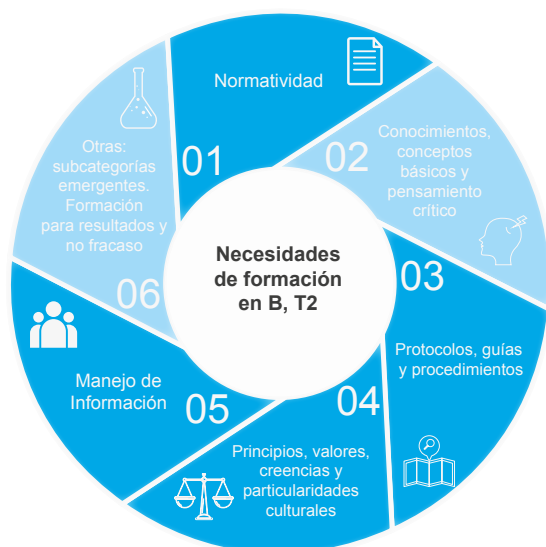 Necesidades
de formación
en B, T2
01
Normatividad
02
Conocimientos,
conceptos
básicos y
pensamiento
crítico
03
Protocolos, guías
y procedimientos
04
Principios, valores,
creencias y
particularidades
culturales
05
Manejo de
Información
06
Otras:
subcategorías
emergentes.
Formación
para resultados y
no fracaso